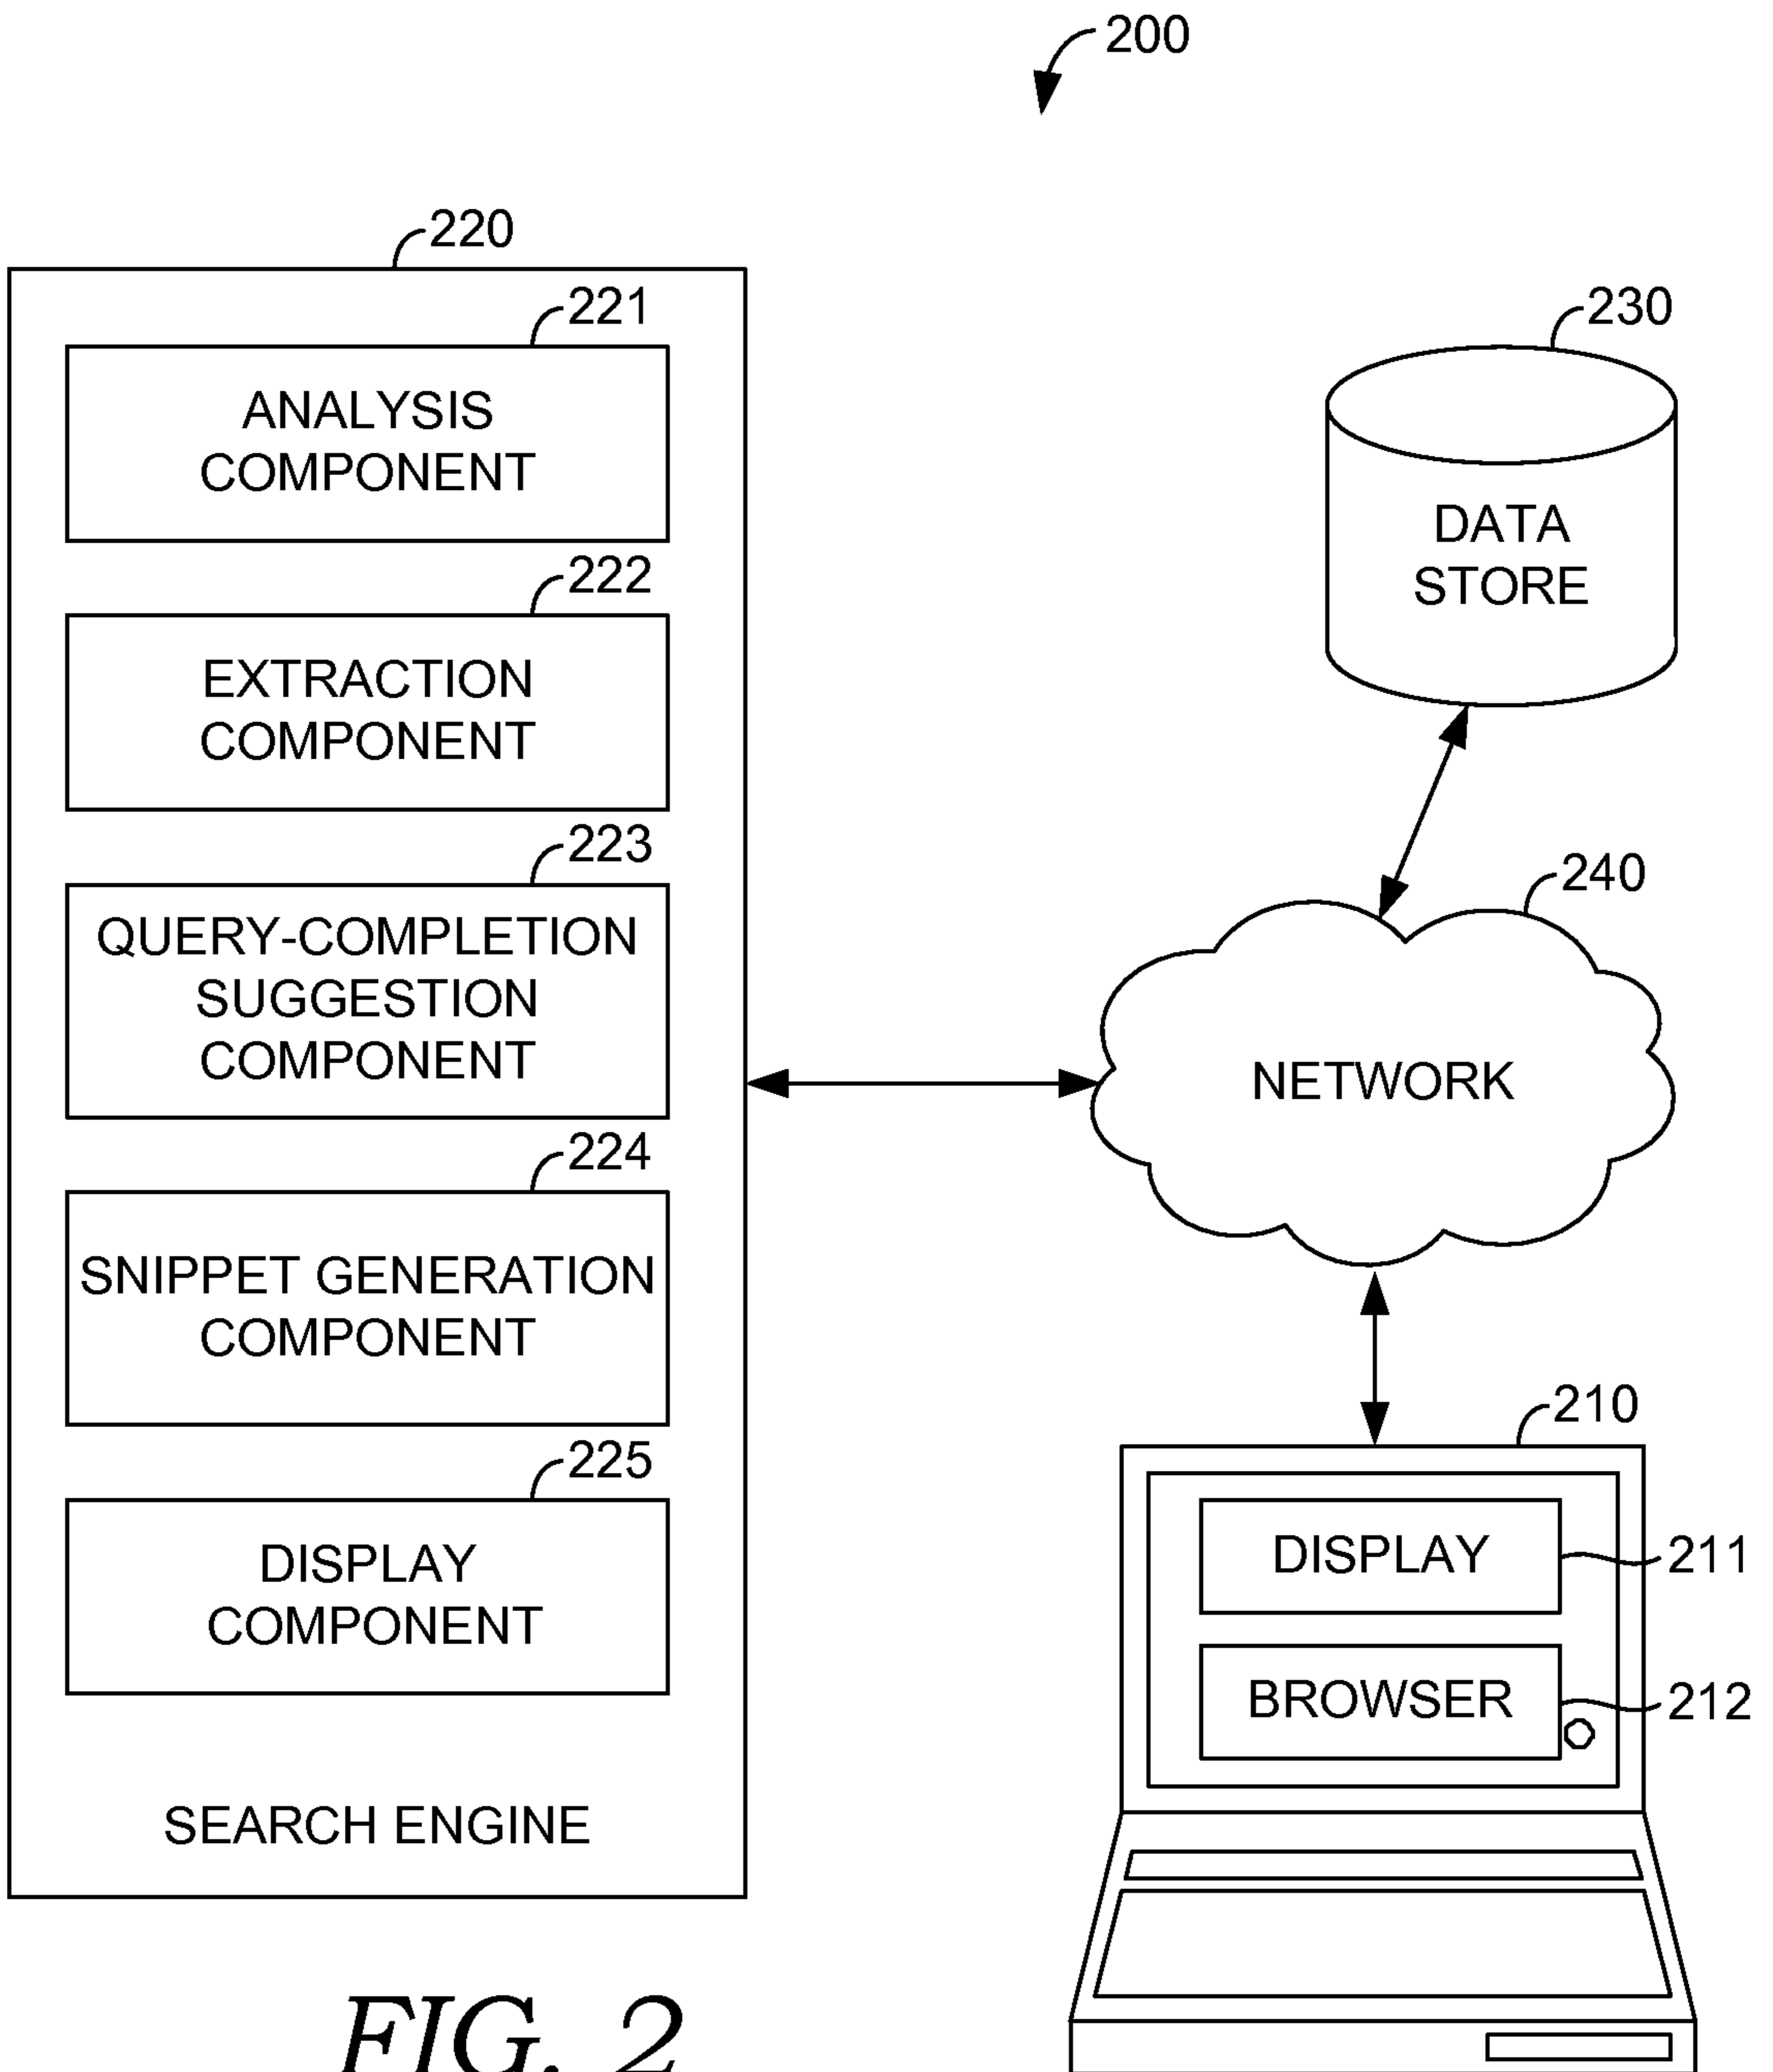 200
220
221
ANALYSIS
COMPONENT
222
EXTRACTION
COMPONENT
223
QUERY-COMPLETION
SUGGESTION
COMPONENT
224
SNIPPET GENERATION
COMPONENT
225
DISPLAY
COMPONENT
SEARCH ENGINE
230
DATA
STORE
240
NETWORK
210
DISPLAY
211
BROWSER
212
FIG. 2